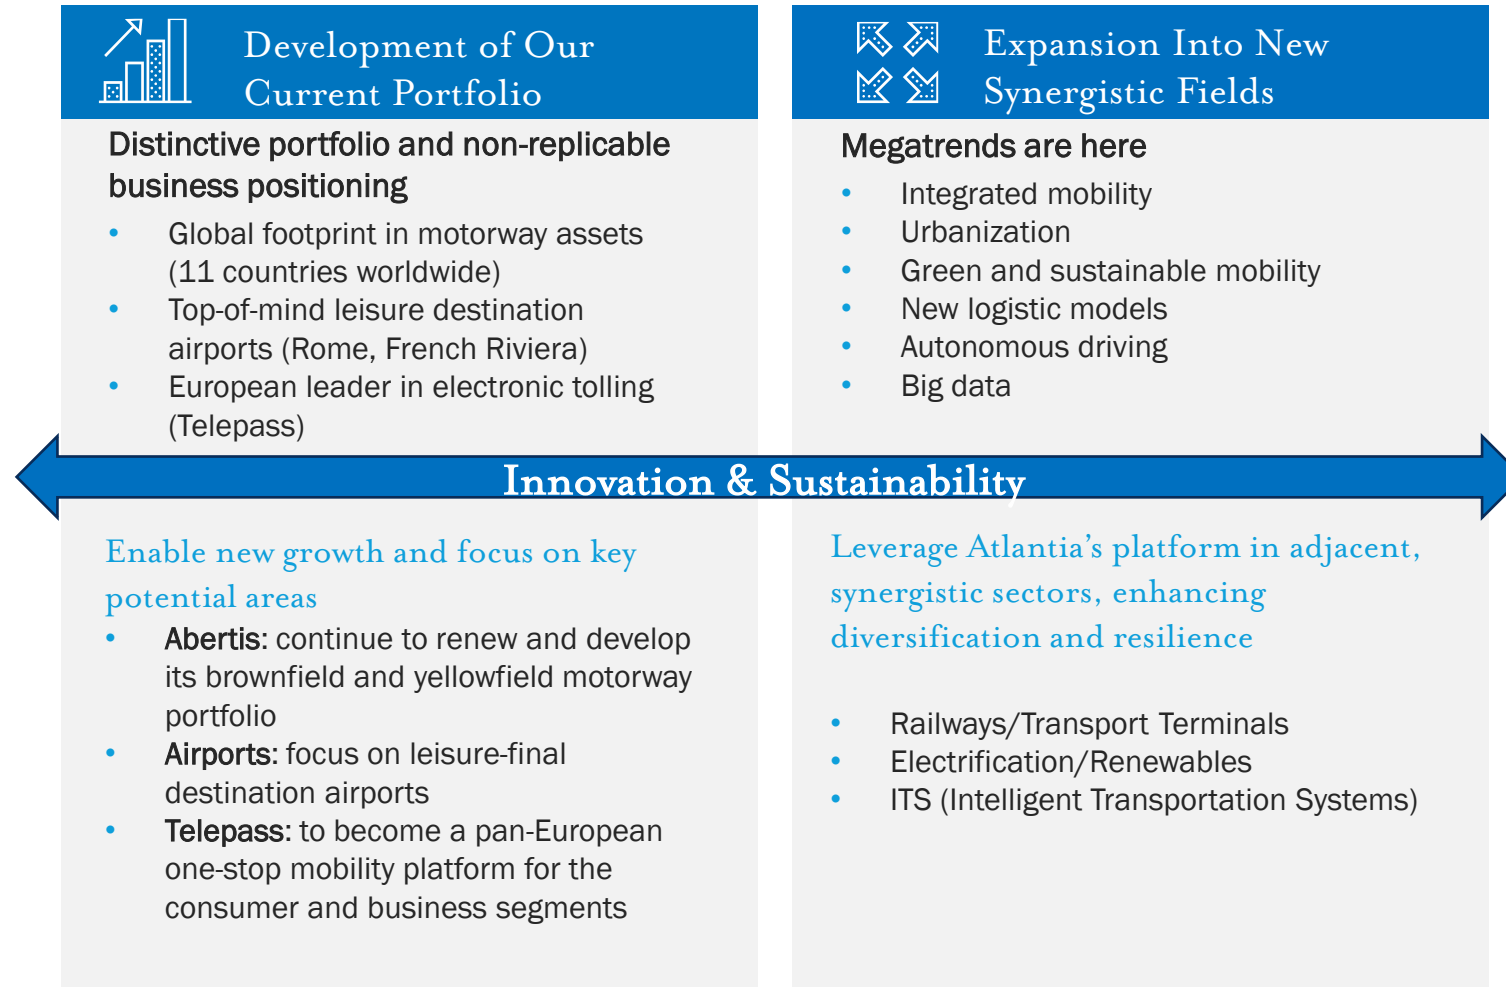 Development of Our
Current Portfolio
Distinctive portfolio and non-replicable
business positioning
• Global footprint in motorway assets
(11 countries worldwide)
• Top-of-mind leisure destination
airports (Rome, French Riviera)
• European leader in electronic tolling
(Telepass)
Expansion Into New
Synergistic Fields
Megatrends are here
• Integrated mobility
• Urbanization
• Green and sustainable mobility
• New logistic models
• Autonomous driving
• Big data
Innovation & Sustainability
Enable new growth and focus on key
potential areas
• Abertis: continue to renew and develop
its brownfield and yellowfield motorway
portfolio
• Airports: focus on leisure-final
destination airports
• Telepass: to become a pan-European
one-stop mobility platform for the
consumer and business segments
Leverage Atlantia’s platform in adjacent,
synergistic sectors, enhancing
diversification and resilience
• Railways/Transport Terminals
• Electrification/Renewables
• ITS (Intelligent Transportation Systems)